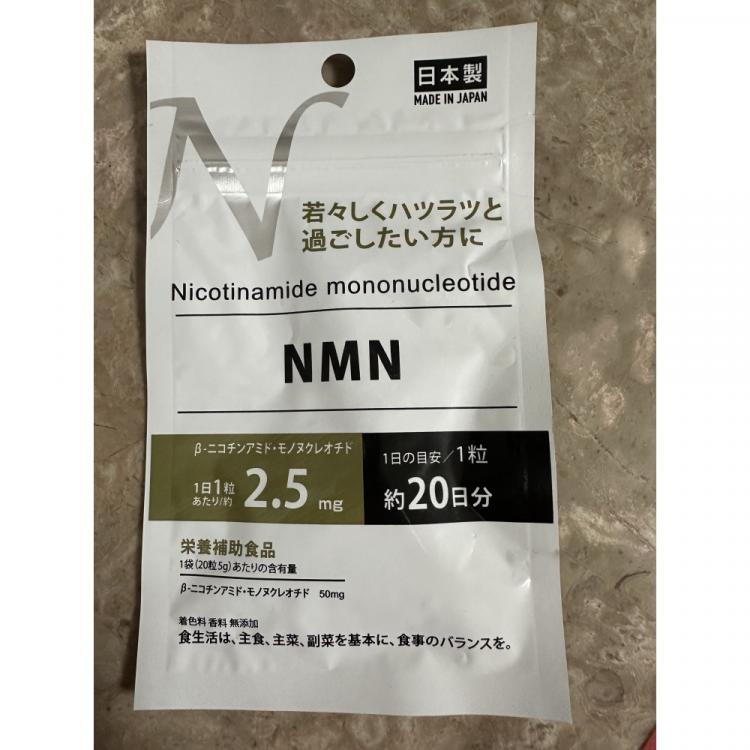 N
日本製
MADE IN JAPAN
若々しくハツラツと
過ごしたい方に
Nicotinamide mononucleotide
NMN
β-ニコチンアミド・モノヌクレオチド
1日1粒
あたり/約
2.5 mg
1日の目安/1粒
約20日分
栄養補助食品
1袋(20粒5g)あたりの含有量
β-ニコチンアミド・モノヌクレオチド 50mg
着色料 香料 無添加
食生活は、主食、主菜、副菜を基本に、食事のバランスを。